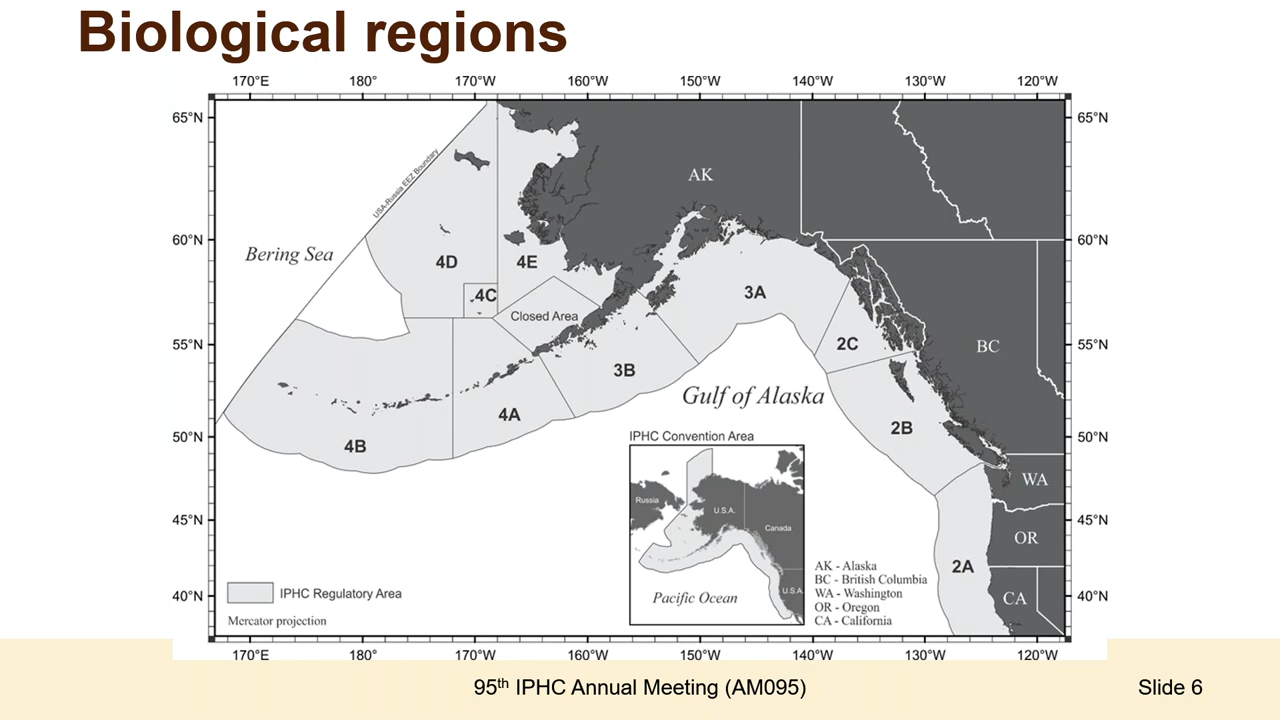 Biological regions
170°E 180° 170°W 160°W 150°W 140°W 130°W 120°W
65°N 65°N
USA-Russia EEZ Boundary
AK
60°N 60°N
Bering Sea
4D 4E
4C
3A
Closed Area
55°N 55°N
2C
BC
3B
Gulf of Alaska
4A
2B
50°N 50°N
4B
IPHC Convention Area
WA
Russia
U.S.A.
Canada
45°N 45°N
OR
2A
AK - Alaska
BC - British Columbia
WA - Washington
OR - Oregon
CA - California
U.S.A.
Pacific Ocean
CA
40°N 40°N
IPHC Regulatory Area
Mercator projection
170°E 180° 170°W 160°W 150°W 140°W 130°W 120°W
95th IPHC Annual Meeting (AM095)
Slide 6